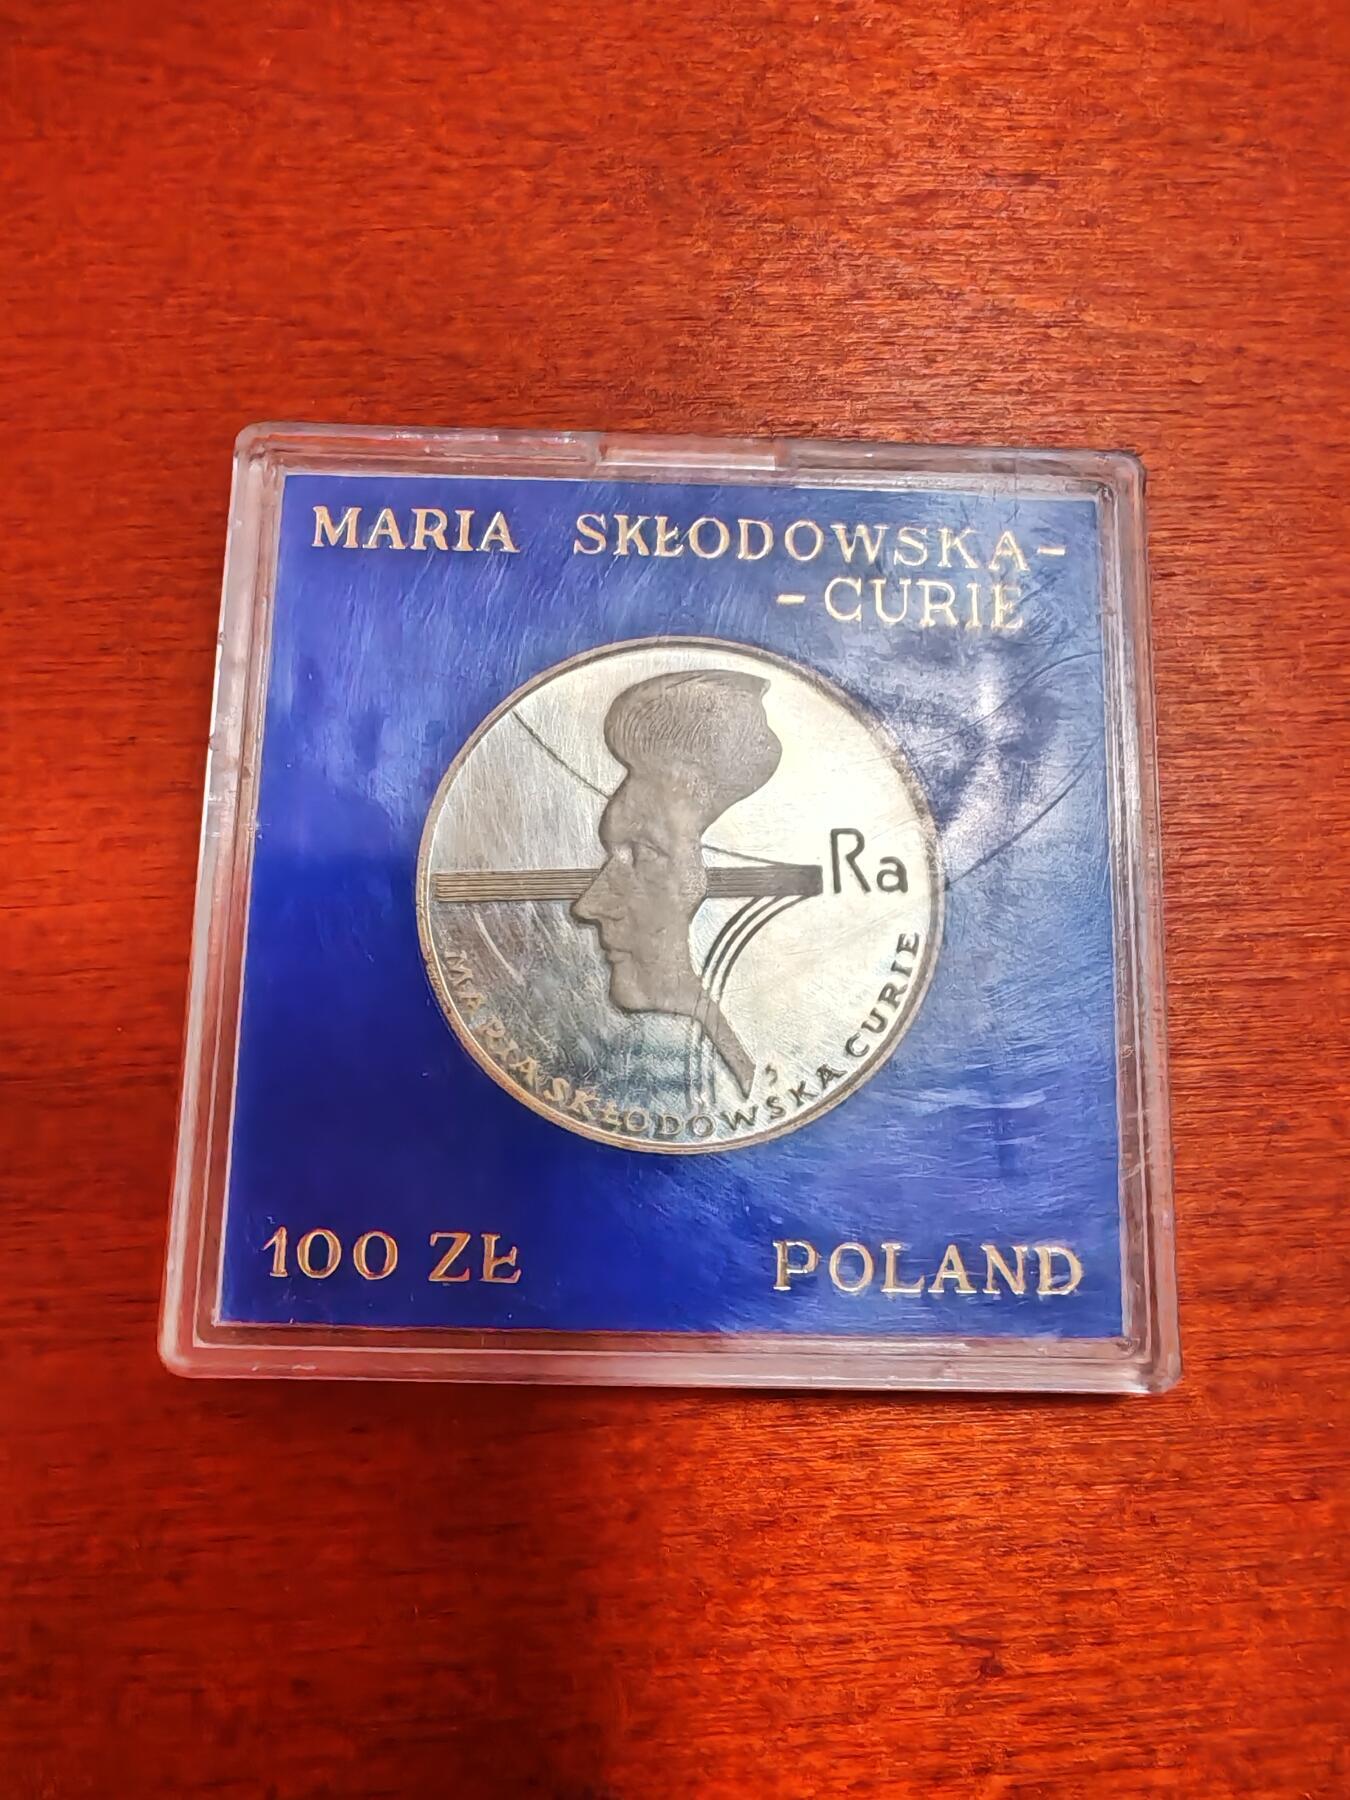 MARIA SKŁODOWSKA-
-CURIE
Ra
MARIA SKŁODOWSKA CURIE
100 ZŁ
POLAND